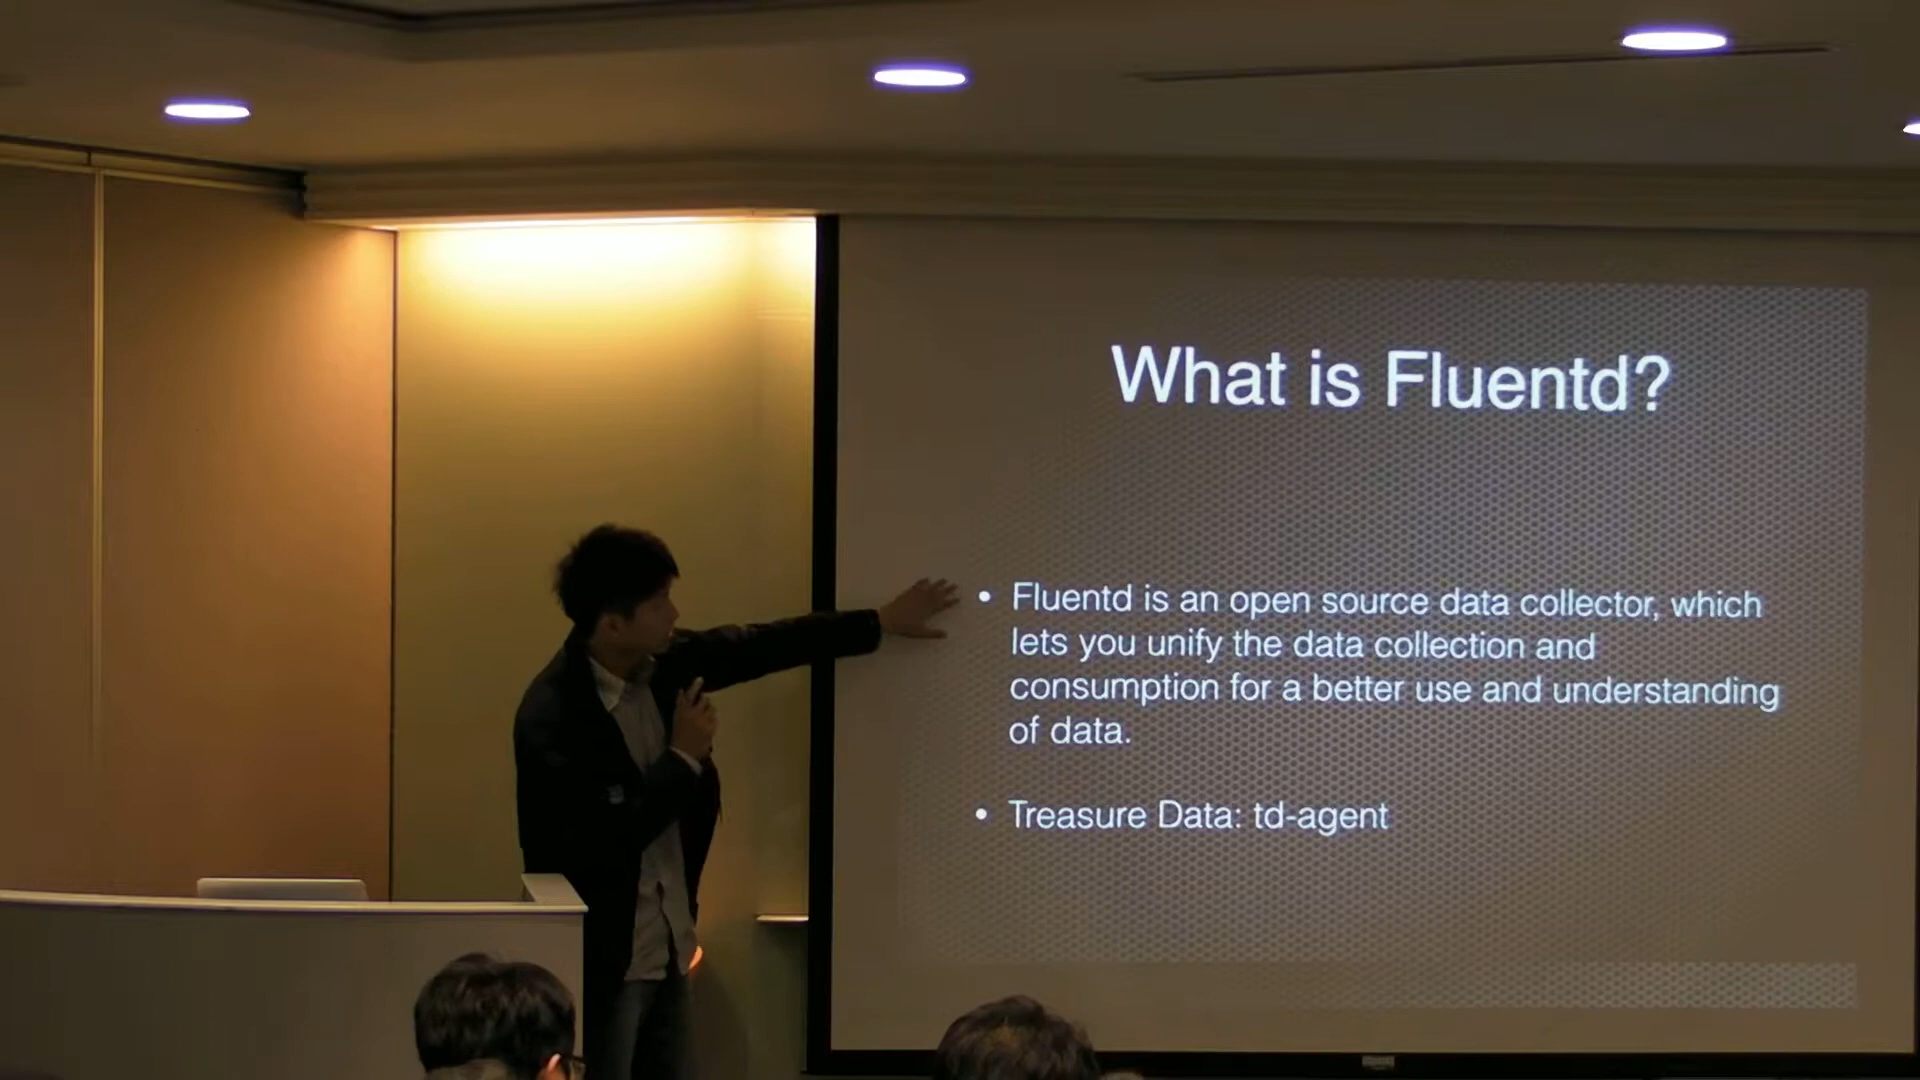 What is Fluentd?
• Fluentd is an open source data collector, which
lets you unify the data collection and
consumption for a better use and understanding
of data.
• Treasure Data: td-agent